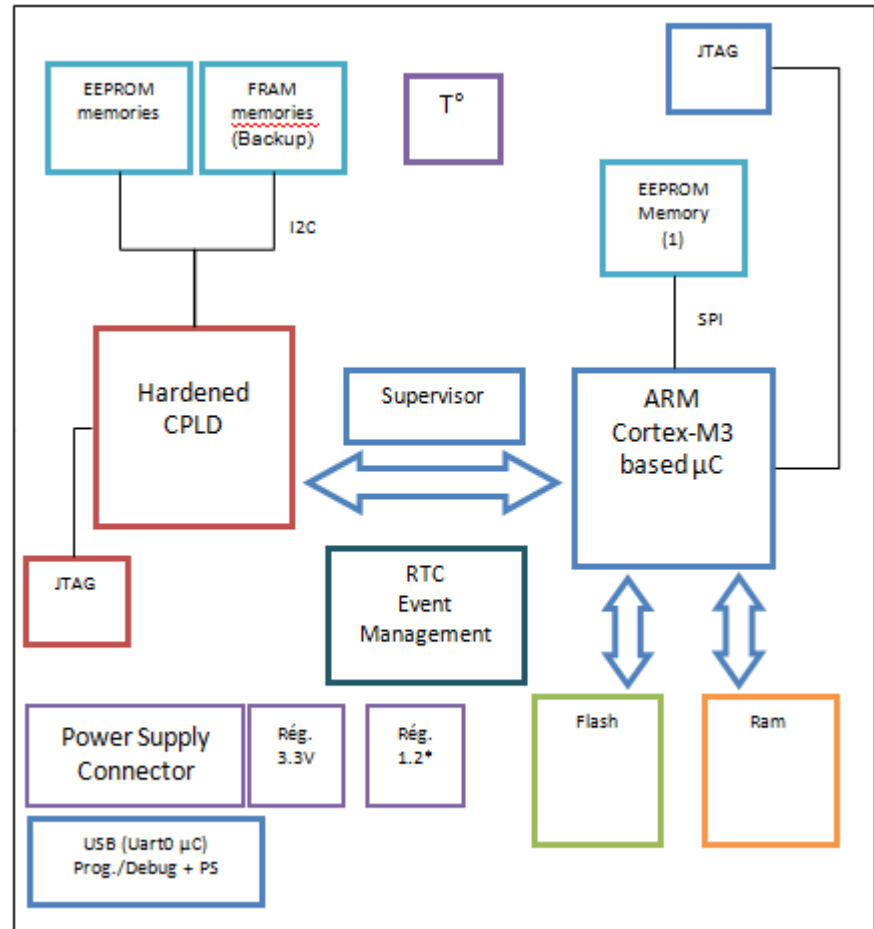 EEPROM
memories
FRAM
memories
(Backup)
T°
JTAG
I2C
EEPROM
Memory
(1)
SPI
Hardened
CPLD
Supervisor
ARM
Cortex-M3
based µC
JTAG
RTC
Event
Management
Power Supply
Connector
Rég.
3.3V
Rég.
1.2*
Flash
Ram
USB (Uart0 µC)
Prog./Debug + PS